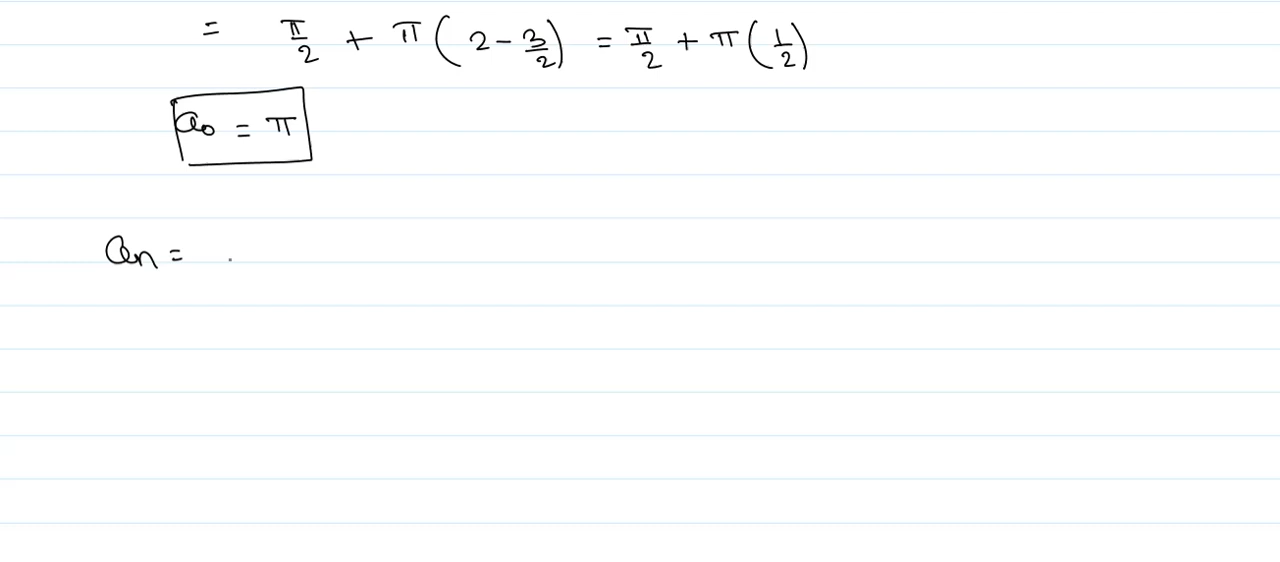 = π/2 + π(2 - 3/2) = π/2 + π(1/2)
a₀ = π
aₙ =